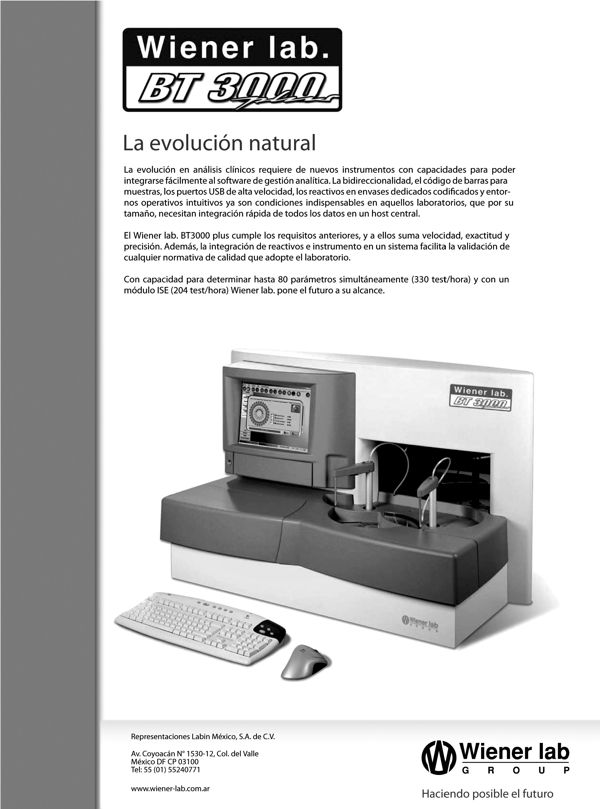 Wiener lab.
BT 3000 plus
La evolución natural
La evolución en análisis clínicos requiere de nuevos instrumentos con capacidades para poder
integrarse fácilmente al software de gestión analítica. La bidireccionalidad, el código de barras para
muestras, los puertos USB de alta velocidad, los reactivos en envases dedicados codificados y entor-
nos operativos intuitivos ya son condiciones indispensables en aquellos laboratorios, que por su
tamaño, necesitan integración rápida de todos los datos en un host central.
El Wiener lab. BT3000 plus cumple los requisitos anteriores, y a ellos suma velocidad, exactitud y
precisión. Además, la integración de reactivos e instrumento en un sistema facilita la validación de
cualquier normativa de calidad que adopte el laboratorio.
Con capacidad para determinar hasta 80 parámetros simultáneamente (330 test/hora) y con un
módulo ISE (204 test/hora) Wiener lab. pone el futuro a su alcance.
Wiener lab.
BT 3000
Wiener lab
GROUP
Representaciones Labin México, S.A. de C.V.
Av. Coyoacán N° 1530-12, Col. del Valle
México DF CP 03100
Tel: 55 (01) 55240771
www.wiener-lab.com.ar
Wiener lab
GROUP
Haciendo posible el futuro